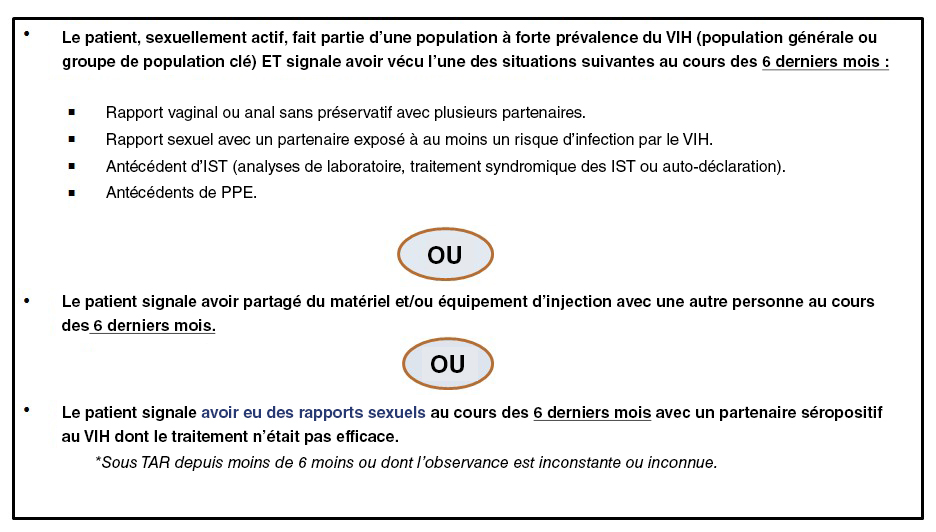 • Le patient, sexuellement actif, fait partie d’une population à forte prévalence du VIH (population générale ou
groupe de population clé) ET signale avoir vécu l’une des situations suivantes au cours des 6 derniers mois :
▪ Rapport vaginal ou anal sans préservatif avec plusieurs partenaires.
▪ Rapport sexuel avec un partenaire exposé à au moins un risque d’infection par le VIH.
▪ Antécédent d’IST (analyses de laboratoire, traitement syndromique des IST ou auto-déclaration).
▪ Antécédents de PPE.
OU
• Le patient signale avoir partagé du matériel et/ou équipement d’injection avec une autre personne au cours
des 6 derniers mois.
OU
• Le patient signale avoir eu des rapports sexuels au cours des 6 derniers mois avec un partenaire séropositif
au VIH dont le traitement n’était pas efficace.
*Sous TAR depuis moins de 6 moins ou dont l’observance est inconstante ou inconnue.